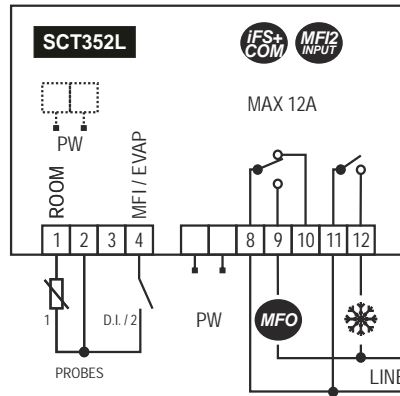 SCT352L
iFS+ COM
MFI2 INPUT
MAX 12A
PW
ROOM
MFI / EVAP
1 2 3 4 8 9 10 11 12
1
D.I. / 2
PW
MFO
PROBES
LINE